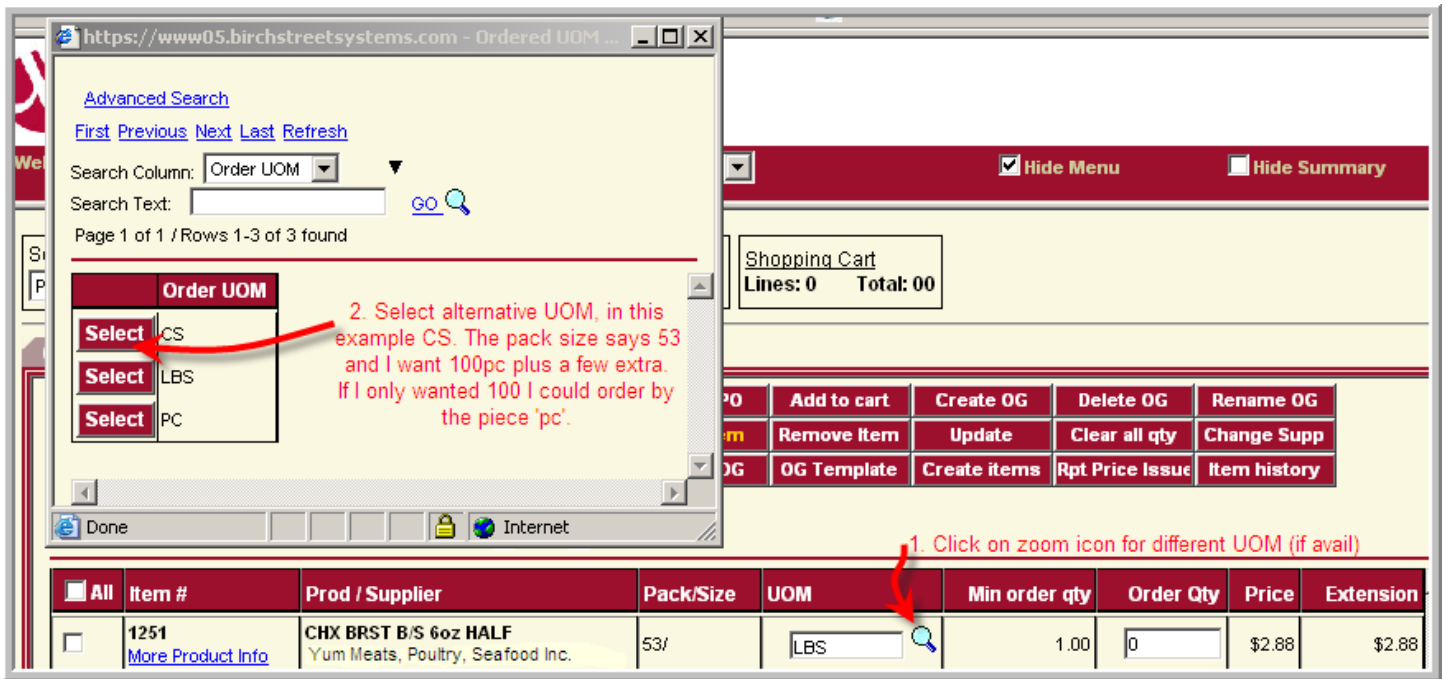 https://www05.birchstreetsystems.com - Ordered UOM ...
Advanced Search
First Previous Next Last Refresh
Search Column: Order UOM
Search Text: GO
Page 1 of 1 / Rows 1-3 of 3 found
Order UOM
Select CS
Select LBS
Select PC
2. Select alternative UOM, in this
example CS. The pack size says 53
and I want 100pc plus a few extra.
If I only wanted 100 I could order by
the piece 'pc'.
Done Internet
Hide Menu Hide Summary
Shopping Cart
Lines: 0 Total: 00
Add to cart Create OG Delete OG Rename OG
Remove Item Update Clear all qty Change Supp
OG OG Template Create items Rpt Price Issue Item history
1. Click on zoom icon for different UOM (if avail)
All Item # Prod / Supplier Pack/Size UOM Min order qty Order Qty Price Extension
1251 CHX BRST B/S 6oz HALF 53/ LBS 1.00 0 $2.88 $2.88
More Product Info Yum Meats, Poultry, Seafood Inc.